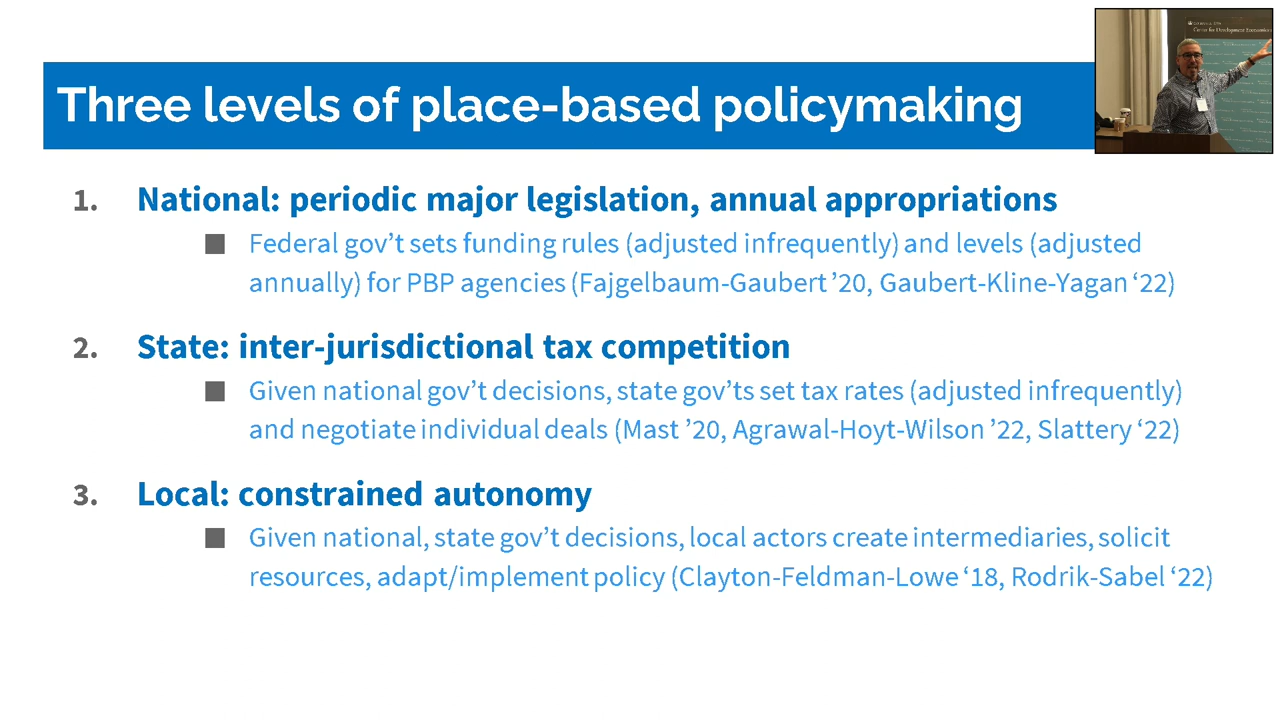 Three levels of place-based policymaking
1. National: periodic major legislation, annual appropriations
■ Federal gov’t sets funding rules (adjusted infrequently) and levels (adjusted
annually) for PBP agencies (Fajgelbaum-Gaubert ’20, Gaubert-Kline-Yagan ‘22)
2. State: inter-jurisdictional tax competition
■ Given national gov’t decisions, state gov’ts set tax rates (adjusted infrequently)
and negotiate individual deals (Mast ’20, Agrawal-Hoyt-Wilson ’22, Slattery ‘22)
3. Local: constrained autonomy
■ Given national, state gov’t decisions, local actors create intermediaries, solicit
resources, adapt/implement policy (Clayton-Feldman-Lowe ‘18, Rodrik-Sabel ‘22)
Center for Development Economics